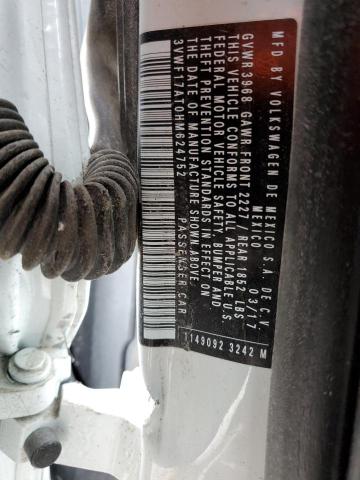 MFD BY VOLKSWAGEN DE MEXICO S.A. DE C.V.
MEXICO 03/17
GVWR 3968 GAWR FRONT 2227 / REAR 1852 LBS
THIS VEHICLE CONFORMS TO ALL APPLICABLE U.S.
FEDERAL MOTOR VEHICLE SAFETY, BUMPER AND
THEFT PREVENTION STANDARDS IN EFFECT ON
THE DATE OF MANUFACTURE SHOWN ABOVE.
3VWF17AT0HM624752 PASSENGER CAR
1149092 3242 M